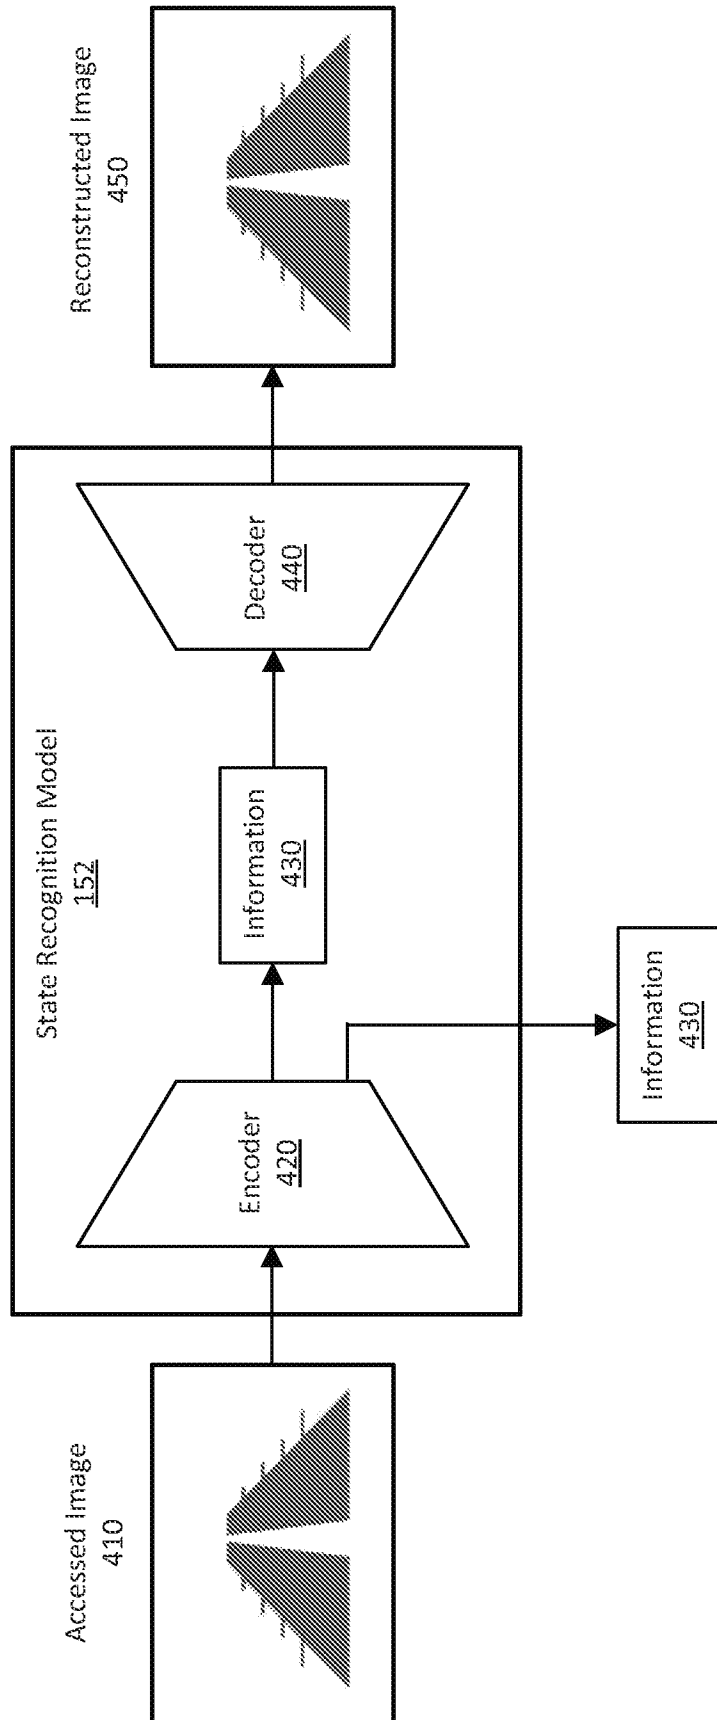 Accessed Image
410
State Recognition Model
152
Encoder
420
Information
430
Decoder
440
Information
430
Reconstructed Image
450